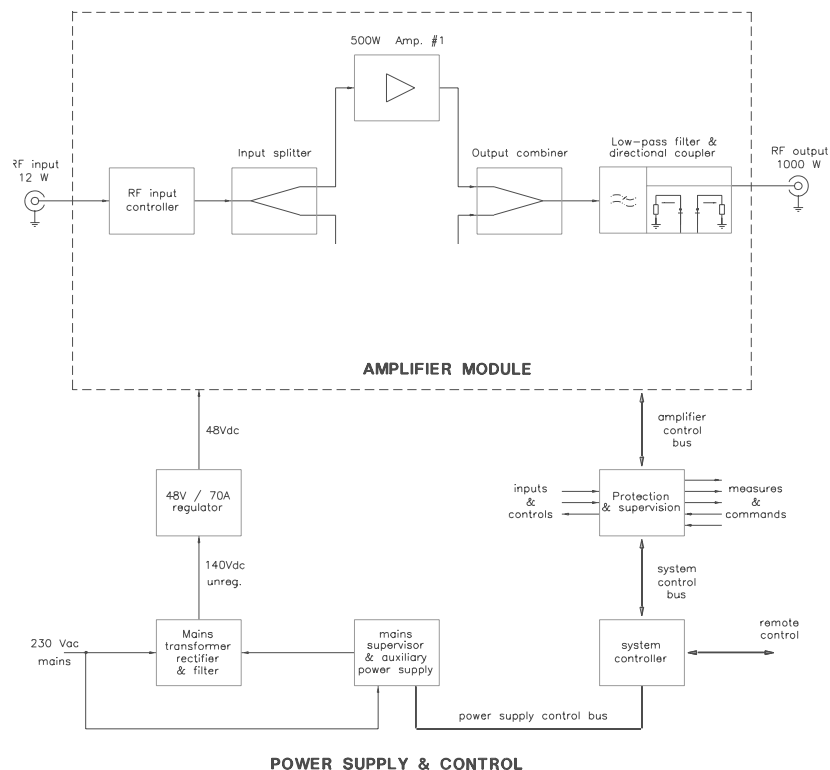 500W Amp. #1
RF input
12 W
RF input
controller
Input splitter
Output combiner
Low-pass filter &
directional coupler
RF output
1000 W
AMPLIFIER MODULE
48Vdc
amplifier
control
bus
48V / 70A
regulator
inputs
&
controls
Protection
& supervision
measures
&
commands
140Vdc
unreg.
system
control
bus
230 Vac
mains
Mains
transformer
rectifier
& filter
mains
supervisor
& auxiliary
power supply
system
controller
remote
control
power supply control bus
POWER SUPPLY & CONTROL